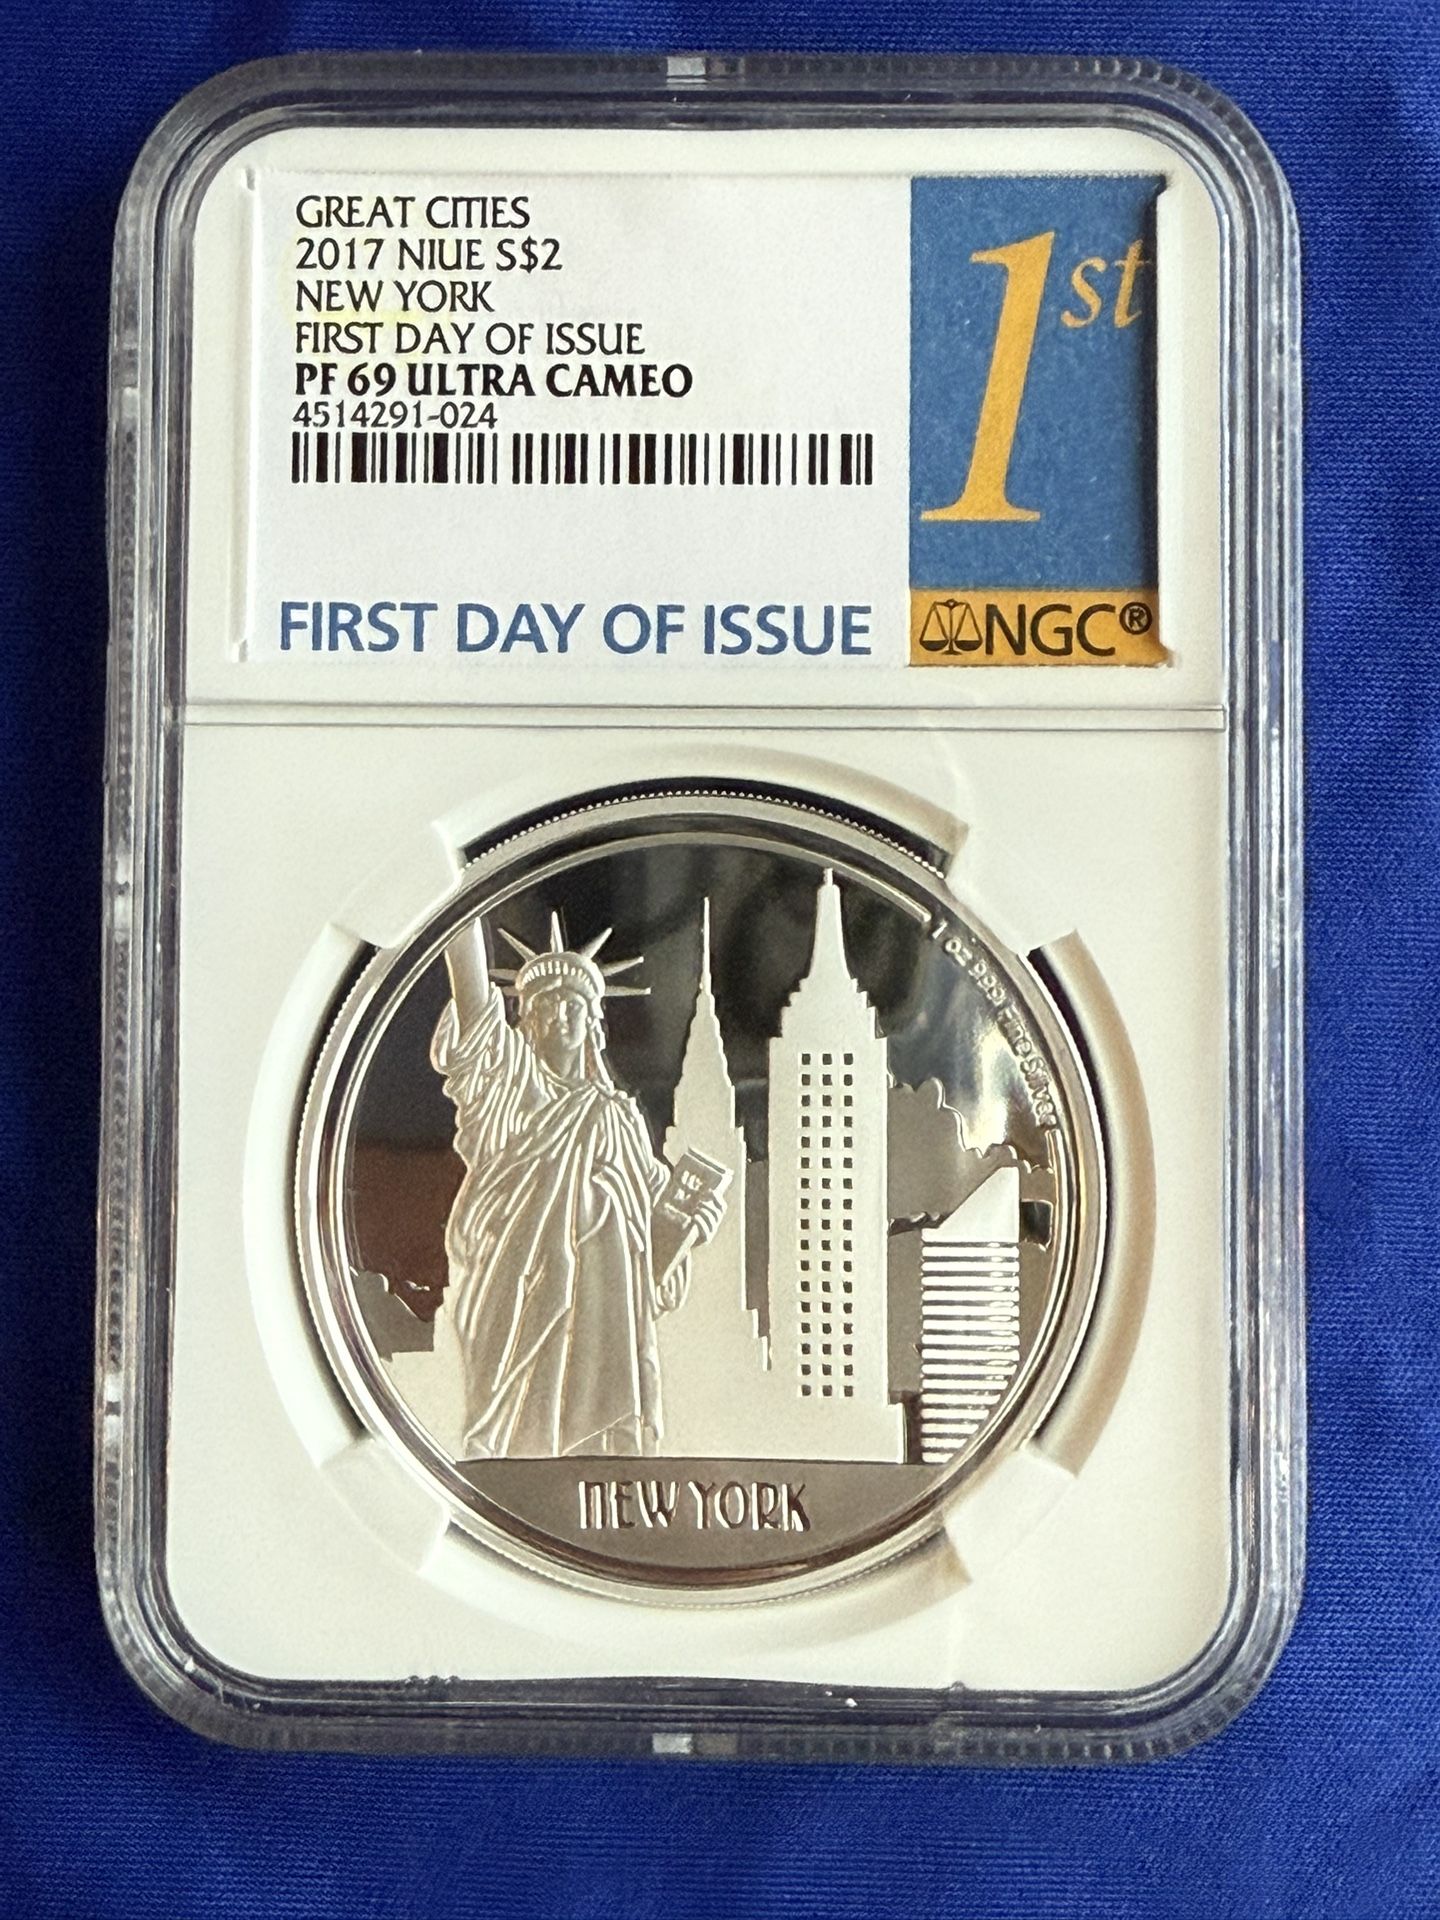 GREAT CITIES
2017 NIUE S$2
NEW YORK
FIRST DAY OF ISSUE
PF 69 ULTRA CAMEO
4514291-024
FIRST DAY OF ISSUE
1st
NGC®
1 oz 999 Fine Silver
NEW YORK